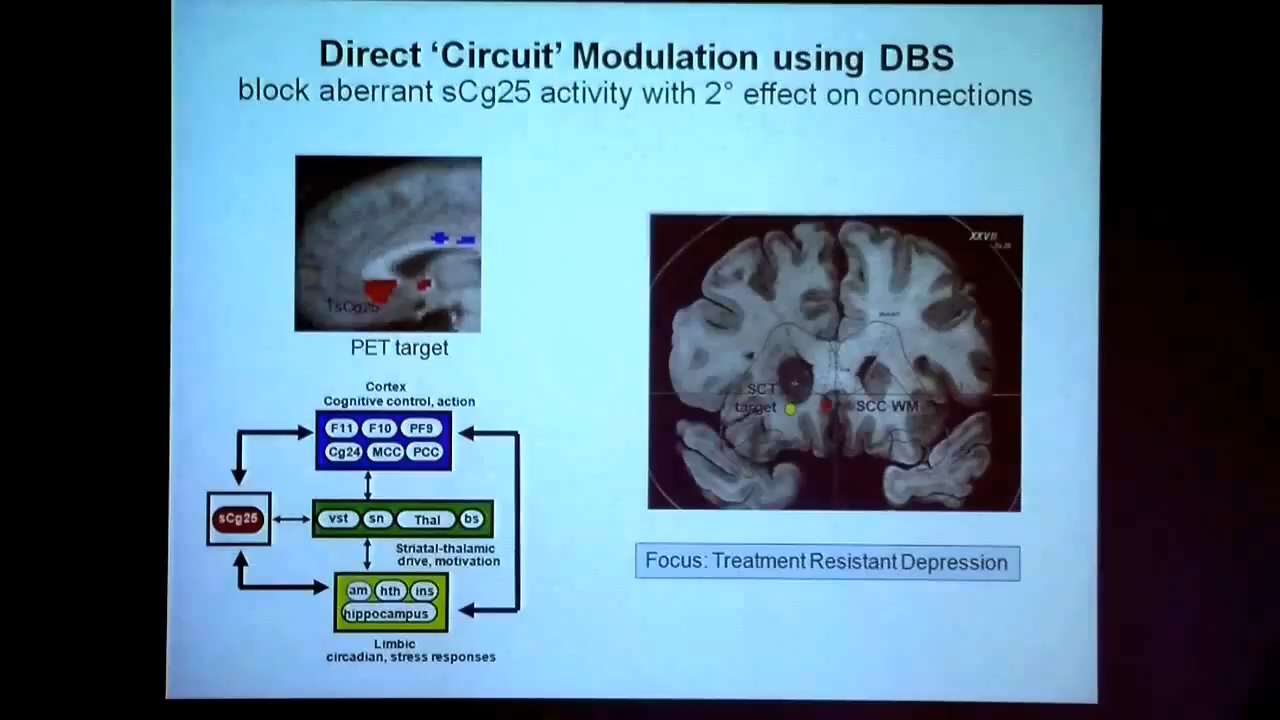 Direct ‘Circuit’ Modulation using DBS
block aberrant sCg25 activity with 2° effect on connections
↑sCg25
PET target
Cortex
Cognitive control, action
F11 F10 PF9
Cg24 MCC PCC
sCg25
vst sn Thal bs
Striatal-thalamic
drive, motivation
am hth ins
hippocampus
Limbic
circadian, stress responses
XXVII
SCT
target
SCC WM
Focus: Treatment Resistant Depression